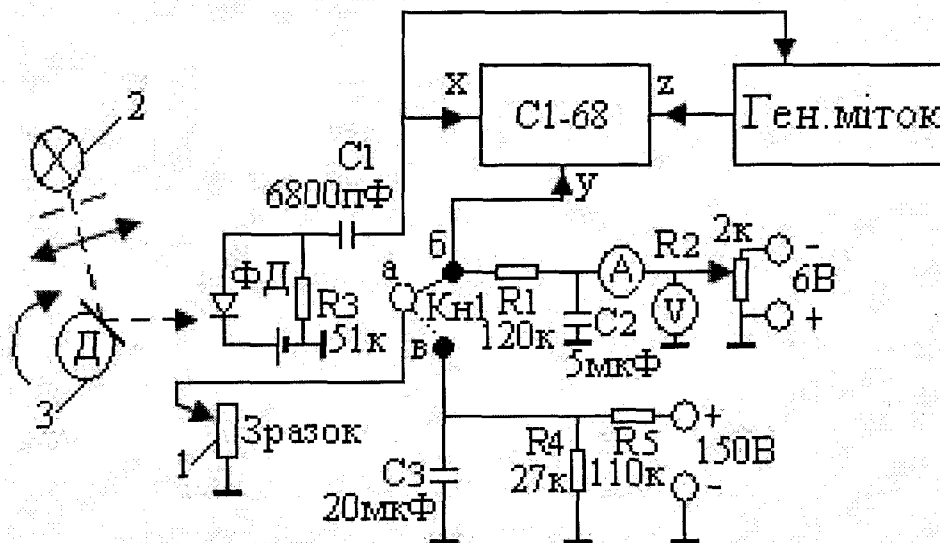 2
C1
6800пФ
x
C1-68
z
Ген.міток
y
б
а
ФД
R3
51к
Кн1
R1
120к
A
C2
5мкФ
R2
V
2к
-
6В
+
Д
3
в
1
Зразок
C3
20мкФ
R4
27к
R5
110к
+
150В
-